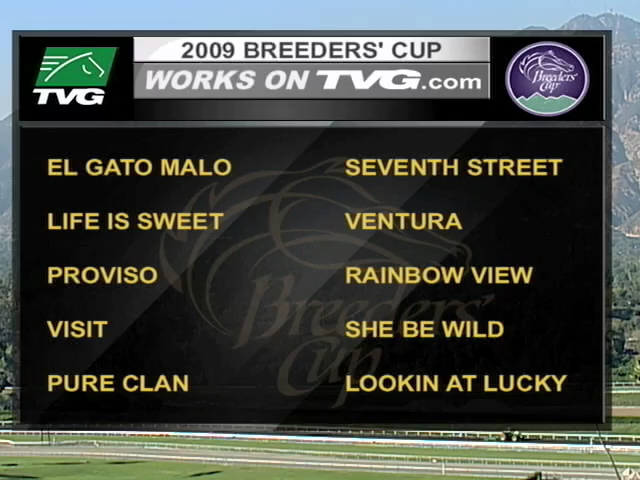 2009 BREEDERS' CUP
TVG
WORKS ON TVG.com
Breeders' Cup
EL GATO MALO
SEVENTH STREET
LIFE IS SWEET
VENTURA
PROVISO
RAINBOW VIEW
VISIT
SHE BE WILD
PURE CLAN
LOOKIN AT LUCKY
Breeders'
Cup